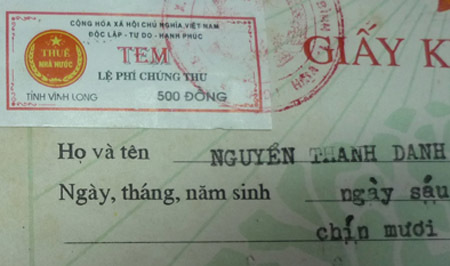 CỘNG HÒA XÃ HỘI CHỦ NGHĨA VIỆT NAM
ĐỘC LẬP - TỰ DO - HẠNH PHÚC
THUẾ
NHÀ NƯỚC
TEM
LỆ PHÍ CHỨNG THƯ
TỈNH VĨNH LONG 500 ĐỒNG
GIẤY K
Họ và tên NGUYỄN THANH DANH
Ngày, tháng, năm sinh ngày sáu
chín mươi